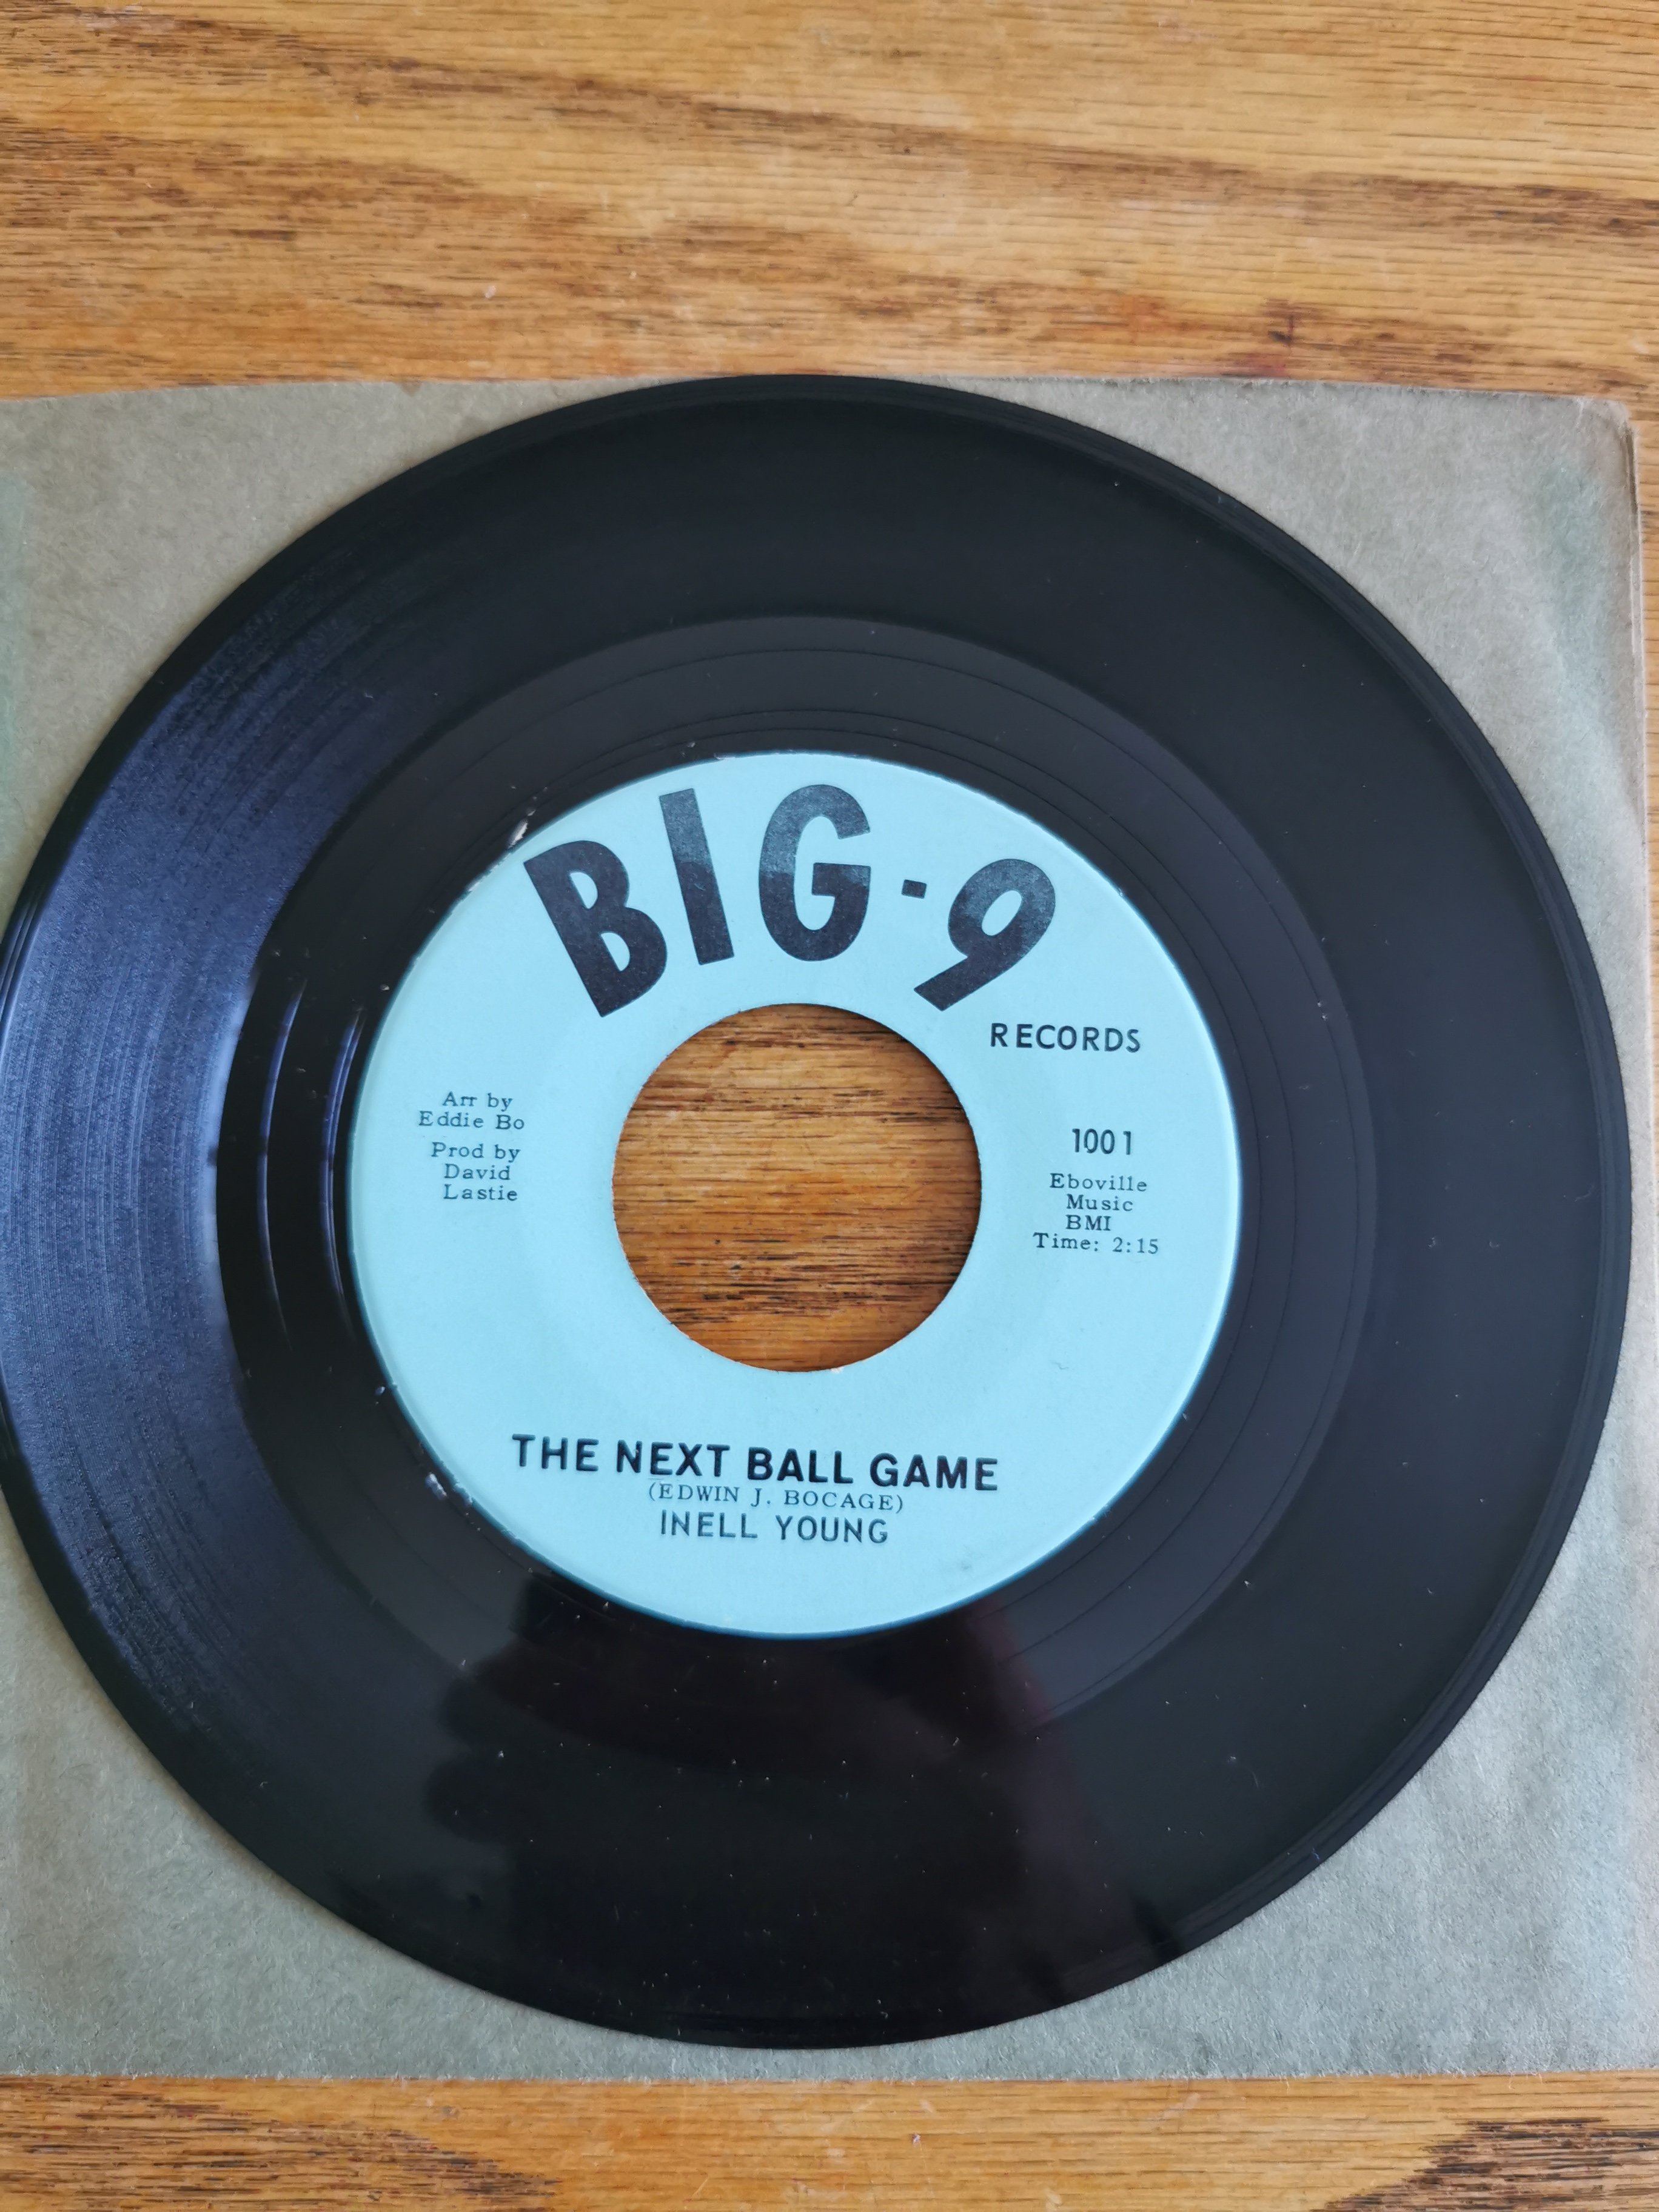 BIG-9
RECORDS
Arr by
Eddie Bo
Prod by
David
Lastie
1001
Eboville
Music
BMI
Time: 2:15
THE NEXT BALL GAME
(EDWIN J. BOCAGE)
INELL YOUNG